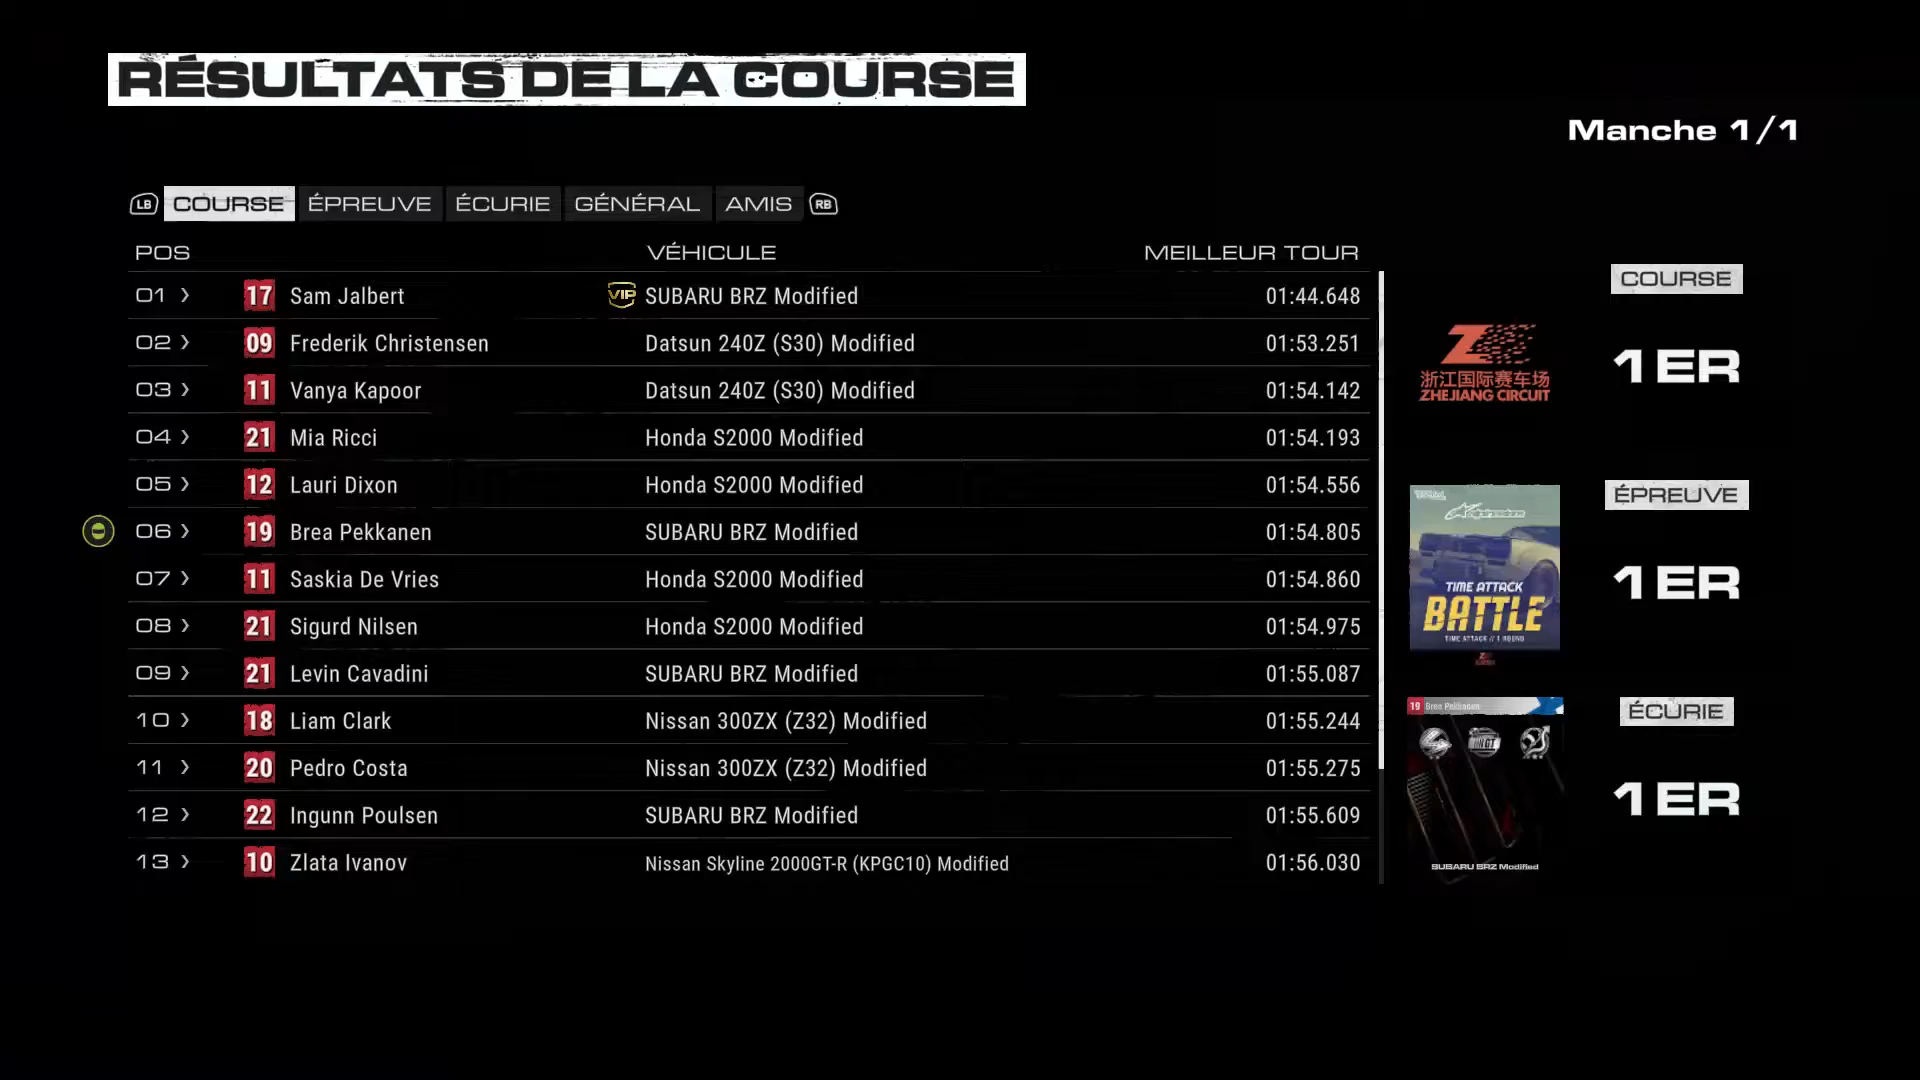 RÉSULTATS DE LA COURSE
Manche 1/1
LB COURSE ÉPREUVE ÉCURIE GÉNÉRAL AMIS RB
POS VÉHICULE MEILLEUR TOUR
01 17 Sam Jalbert VIP SUBARU BRZ Modified 01:44.648
02 09 Frederik Christensen Datsun 240Z (S30) Modified 01:53.251
03 11 Vanya Kapoor Datsun 240Z (S30) Modified 01:54.142
04 21 Mia Ricci Honda S2000 Modified 01:54.193
05 12 Lauri Dixon Honda S2000 Modified 01:54.556
06 19 Brea Pekkanen SUBARU BRZ Modified 01:54.805
07 11 Saskia De Vries Honda S2000 Modified 01:54.860
08 21 Sigurd Nilsen Honda S2000 Modified 01:54.975
09 21 Levin Cavadini SUBARU BRZ Modified 01:55.087
10 18 Liam Clark Nissan 300ZX (Z32) Modified 01:55.244
11 20 Pedro Costa Nissan 300ZX (Z32) Modified 01:55.275
12 22 Ingunn Poulsen SUBARU BRZ Modified 01:55.609
13 10 Zlata Ivanov Nissan Skyline 2000GT-R (KPGC10) Modified 01:56.030
COURSE
浙江国际赛车场
ZHEJIANG CIRCUIT
1ER
ÉPREUVE
alpinestars
TIME ATTACK
BATTLE
TIME ATTACK // 1 ROUND
1ER
ÉCURIE
19 Brea Pekkanen
GT
SUBARU BRZ Modified
1ER